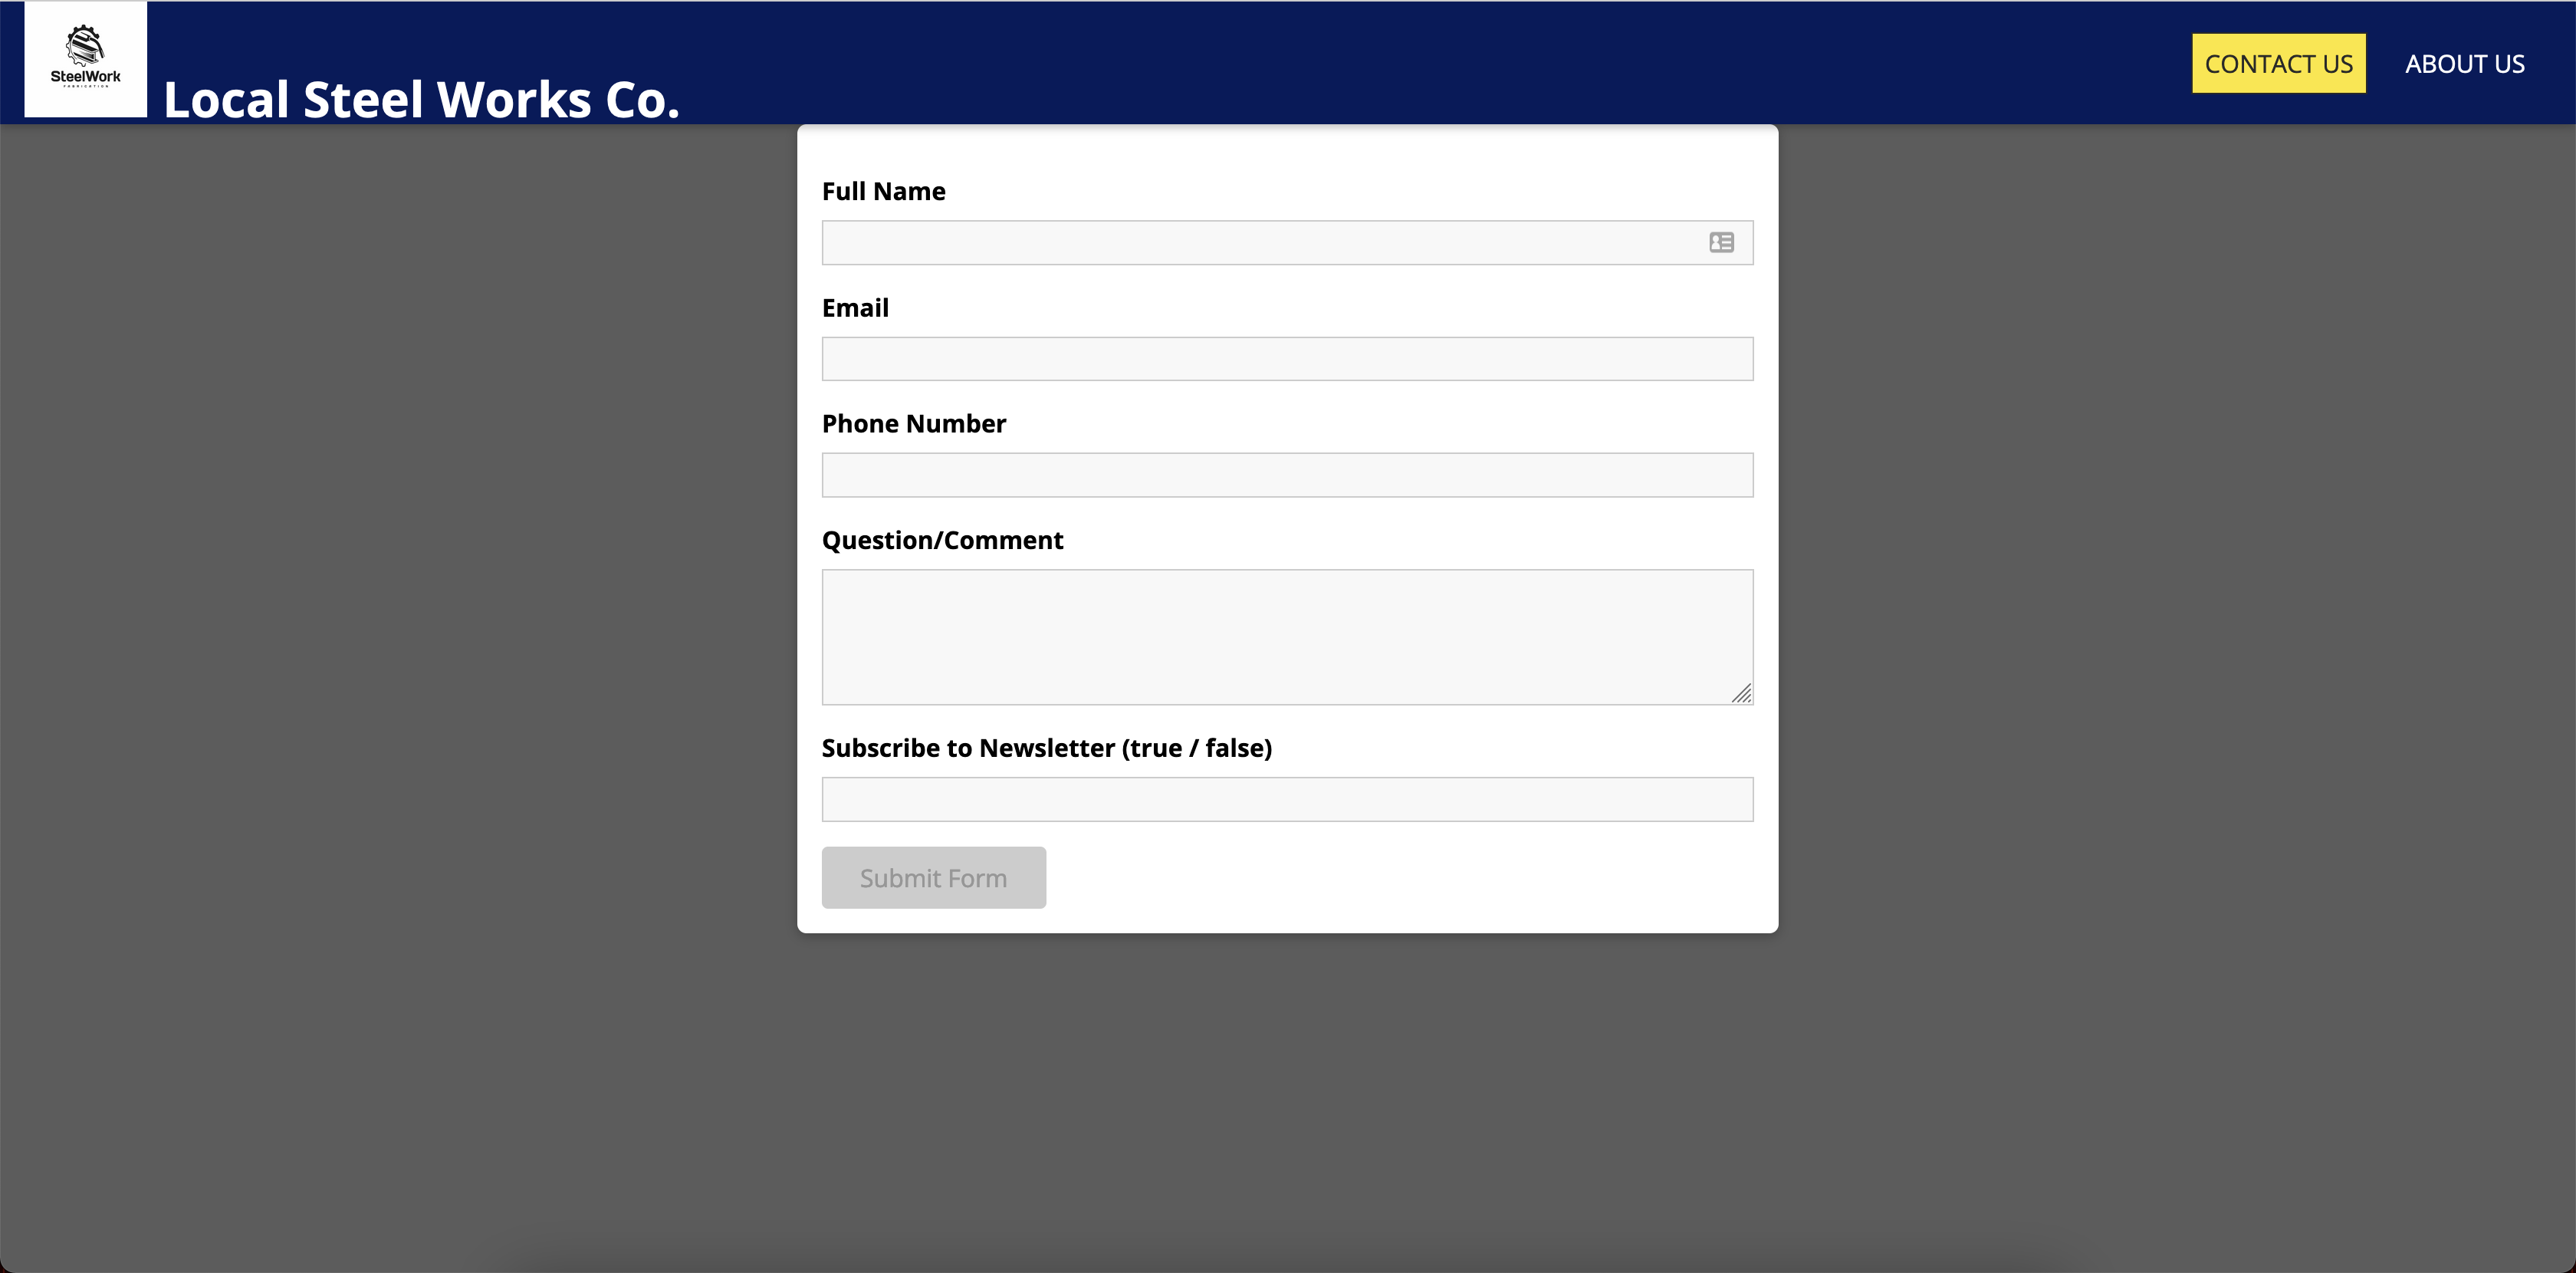 SteelWork
FABRICATION
Local Steel Works Co.
CONTACT US
ABOUT US
Full Name
Email
Phone Number
Question/Comment
Subscribe to Newsletter (true / false)
Submit Form